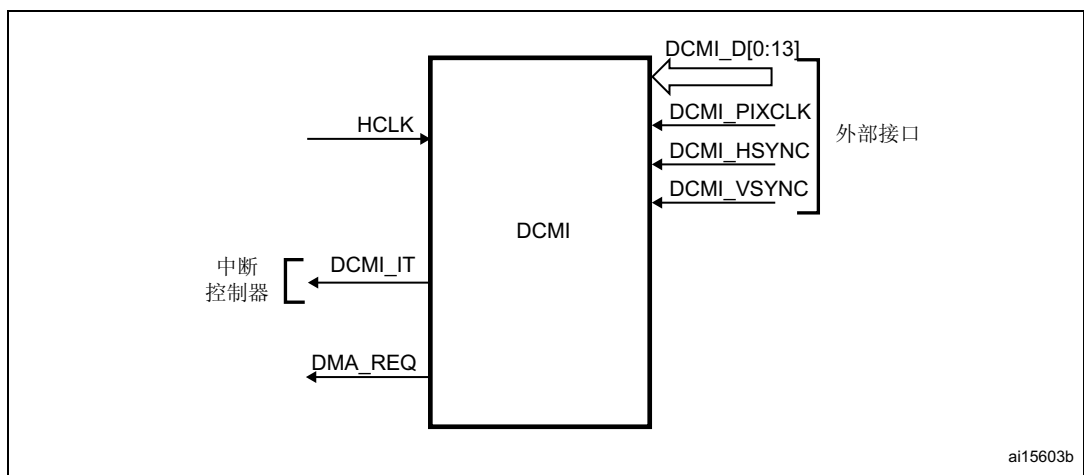 DCMI_D[0:13]
DCMI_PIXCLK
HCLK
外部接口
DCMI_HSYNC
DCMI_VSYNC
DCMI
中断
控制器
DCMI_IT
DMA_REQ
ai15603b